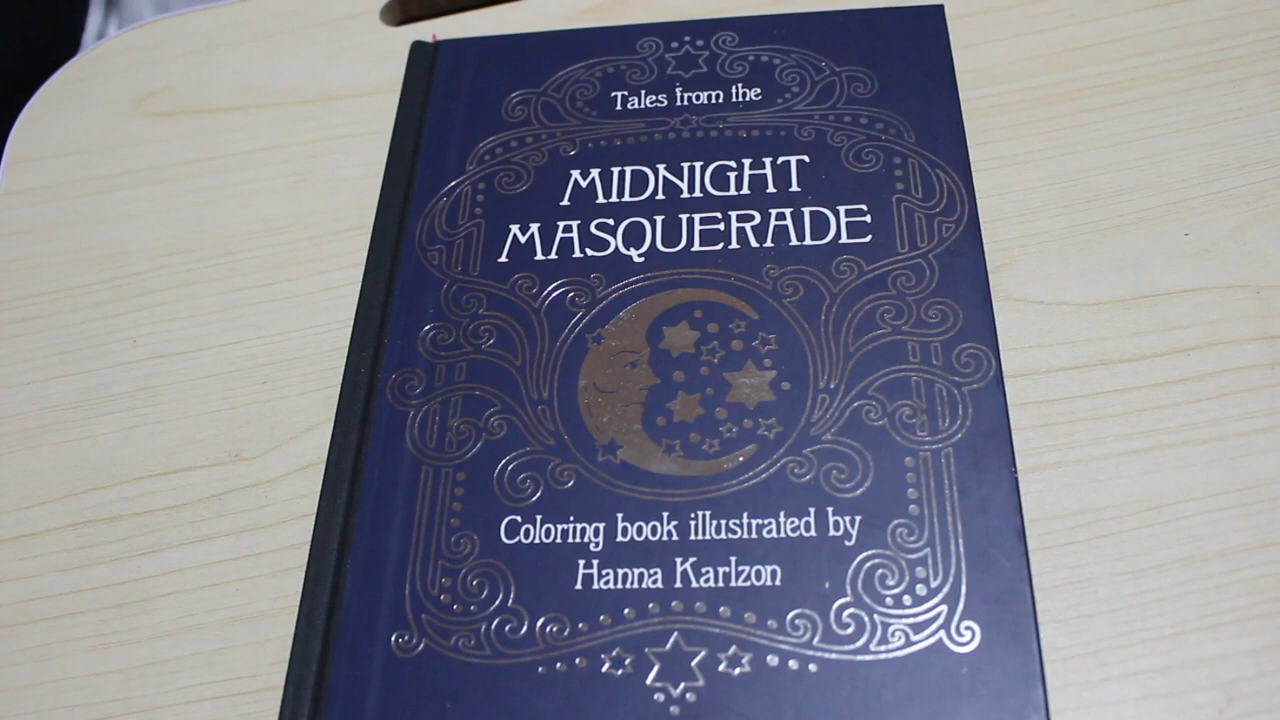 Tales from the
MIDNIGHT
MASQUERADE
Coloring book illustrated by
Hanna Karlzon